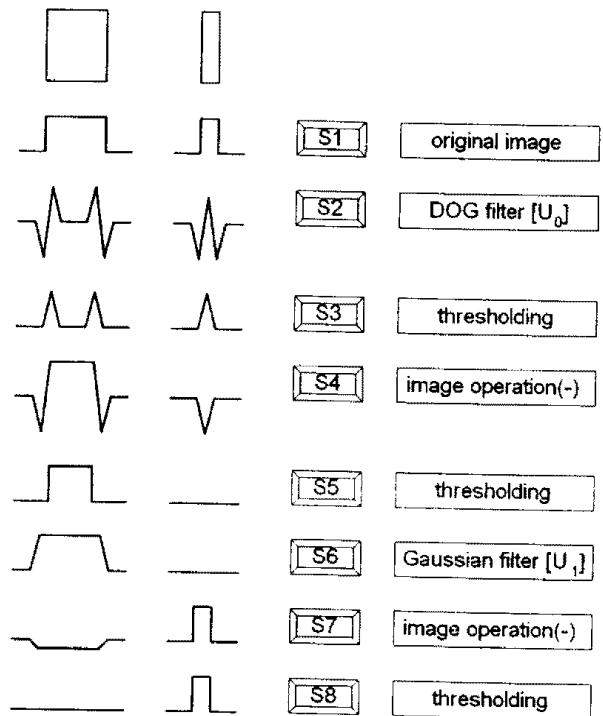 S1 original image
S2 DOG filter [U₀]
S3 thresholding
S4 image operation(-)
S5 thresholding
S6 Gaussian filter [U₁]
S7 image operation(-)
S8 thresholding